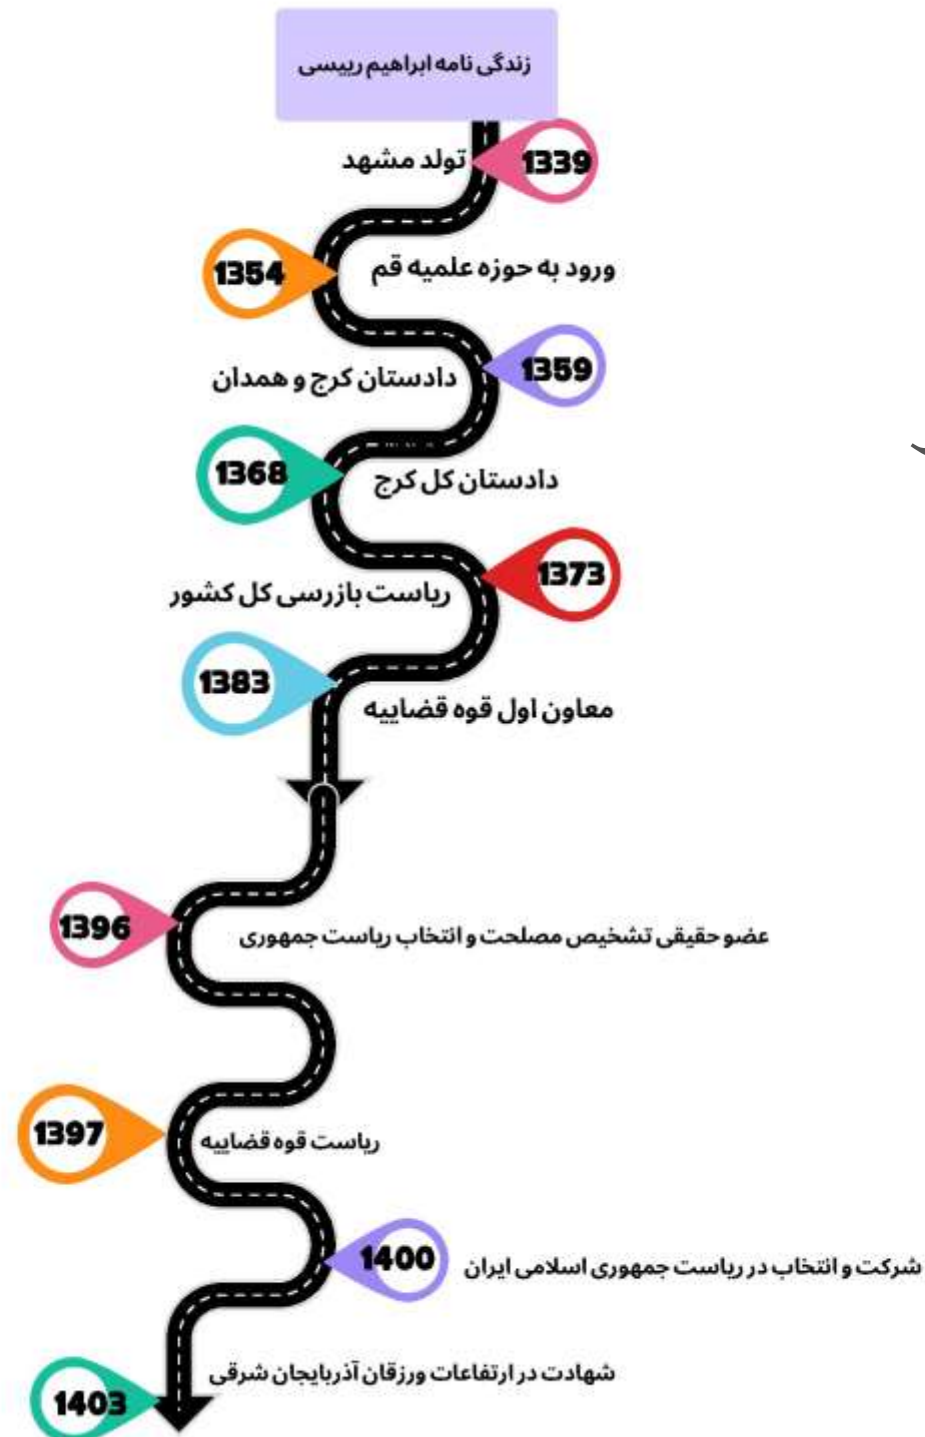 زندگی نامه ابراهیم رییسی
1339
تولد مشهد
1354
ورود به حوزه علمیه قم
1359
دادستان کرج و همدان
1368
دادستان کل کرج
1373
ریاست بازرسی کل کشور
1383
معاون اول قوه قضاییه
1396
عضو حقیقی تشخیص مصلحت و انتخاب ریاست جمهوری
1397
ریاست قوه قضاییه
1400
شرکت و انتخاب در ریاست جمهوری اسلامی ایران
1403
شهادت در ارتفاعات ورزقان آذربایجان شرقی